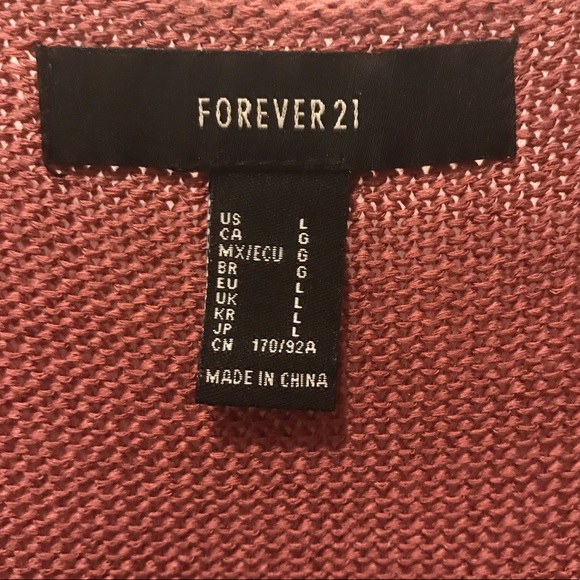 FOREVER 21
US L
CA G
MX/ECU G
BR G
EU L
UK L
KR L
JP L
CN 170/92A
MADE IN CHINA